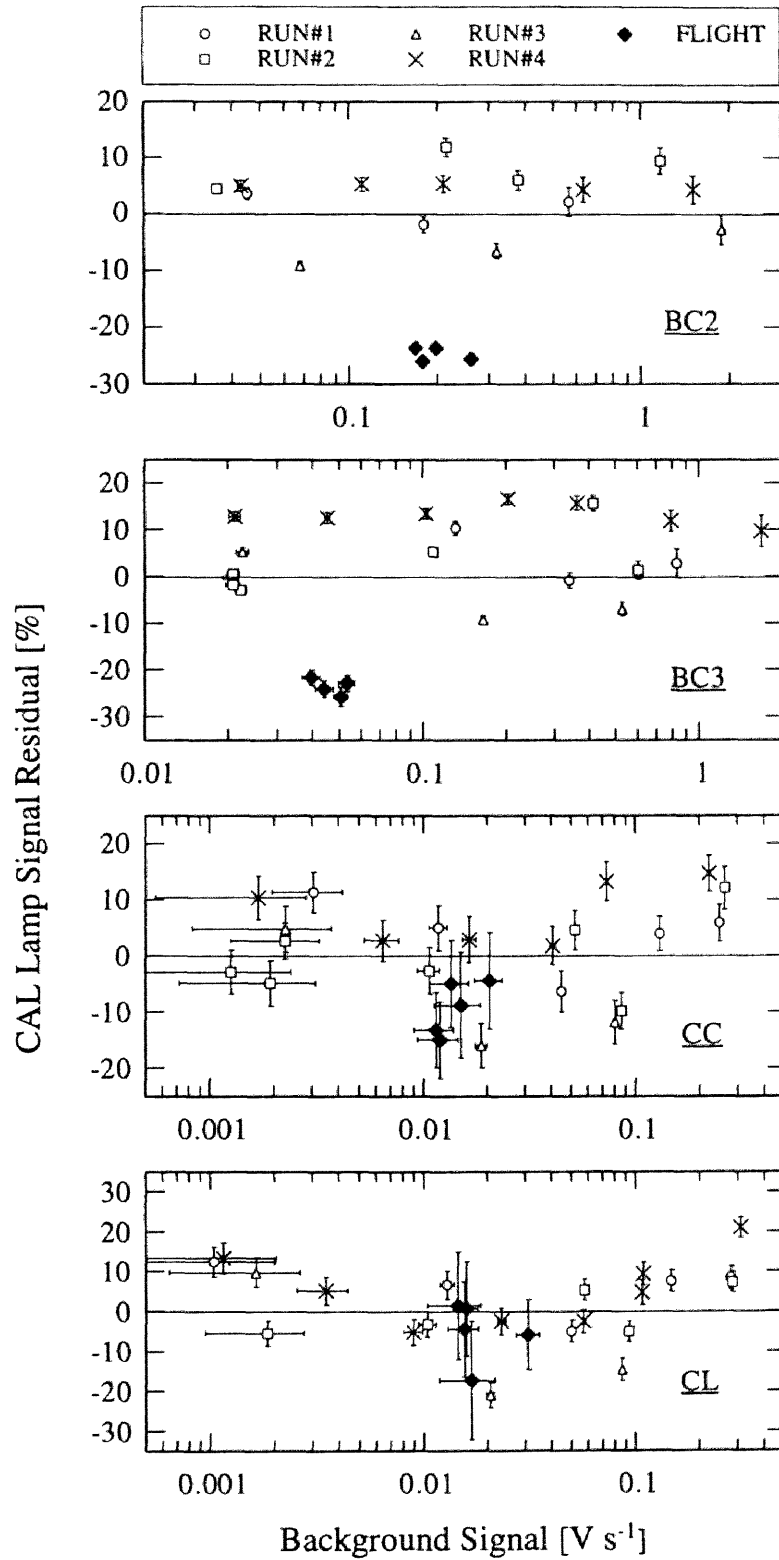 RUN#1 RUN#3 FLIGHT
RUN#2 RUN#4
CAL Lamp Signal Residual [%]
20
10
0
-10
-20
-30
BC2
0.1 1
20
10
0
-10
-20
-30
BC3
0.01 0.1 1
20
10
0
-10
-20
CC
0.001 0.01 0.1
30
20
10
0
-10
-20
-30
CL
0.001 0.01 0.1
Background Signal [V s⁻¹]